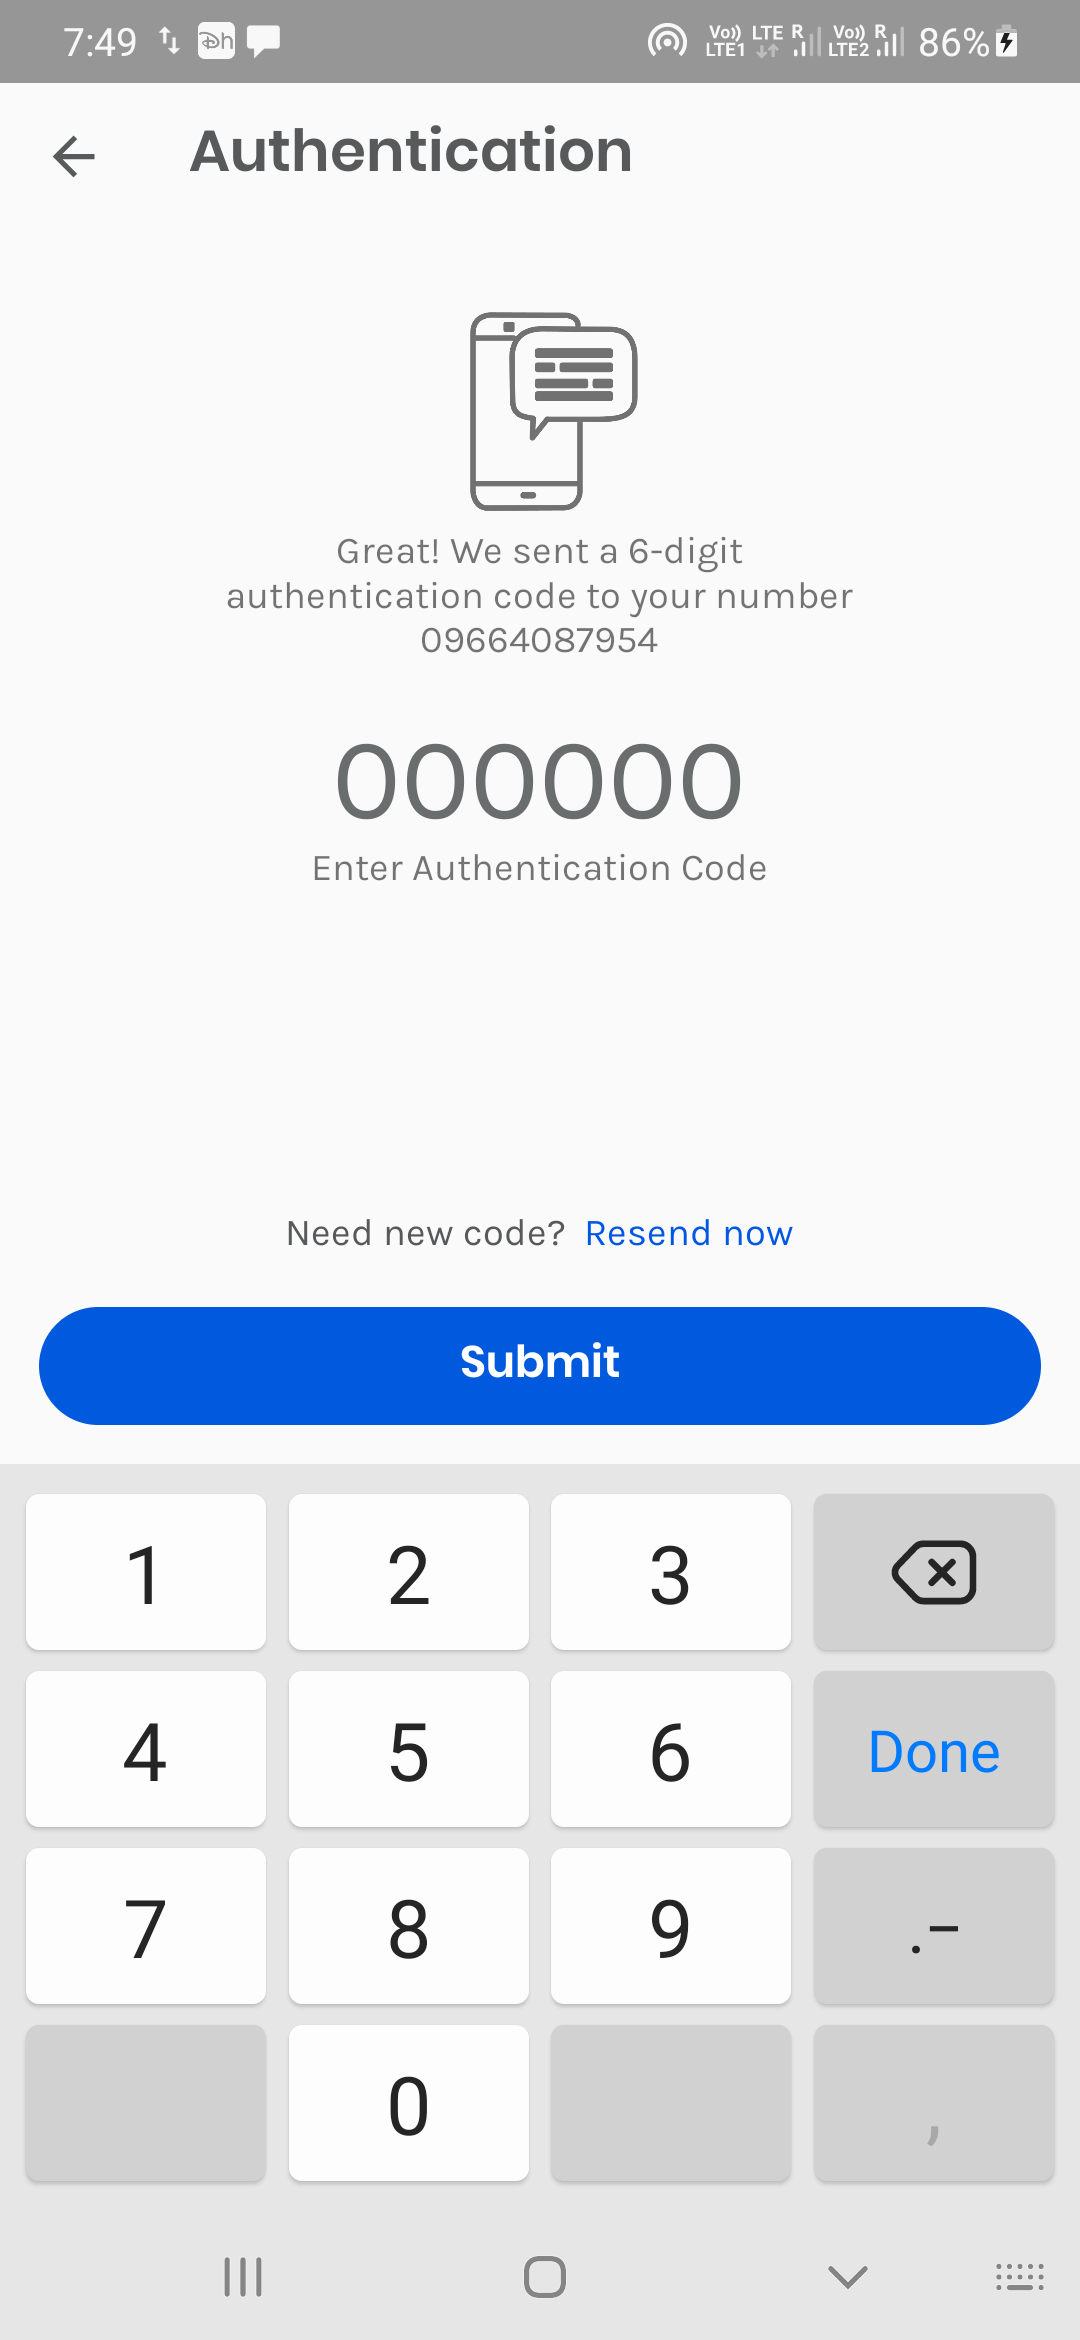 7:49
Vo)) LTE1 LTE R Vo)) LTE2 R 86%
Authentication
Great! We sent a 6-digit
authentication code to your number
09664087954
000000
Enter Authentication Code
Need new code? Resend now
Submit
1 2 3
4 5 6 Done
7 8 9 .-
0 ,